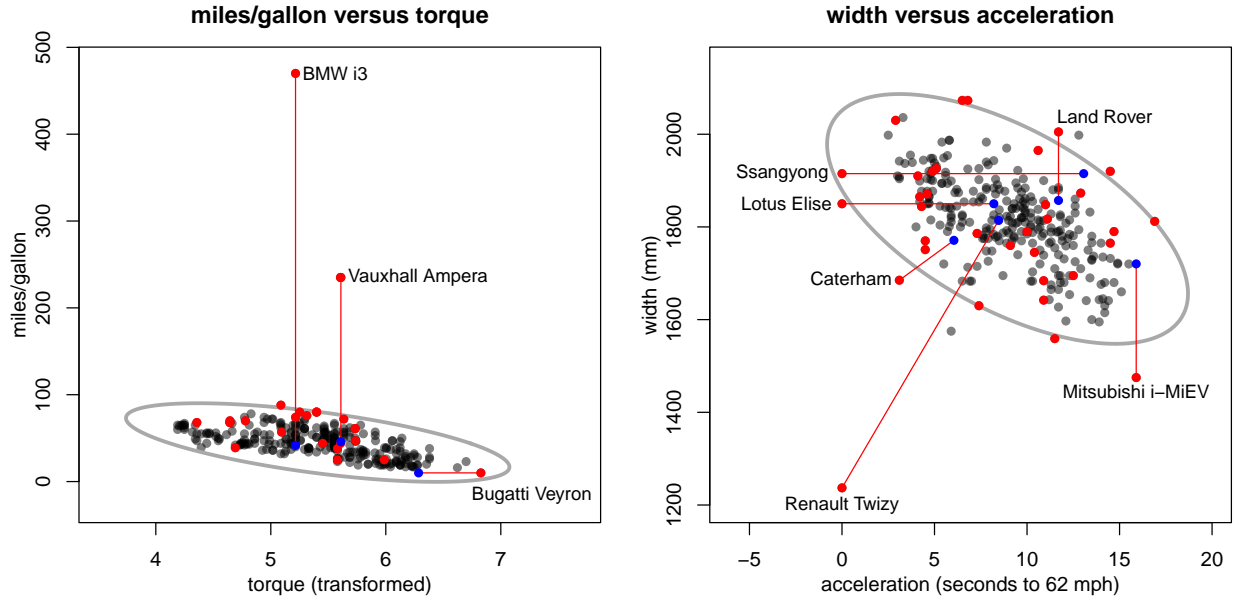 miles/gallon versus torque
miles/gallon
500
400
300
200
100
0
BMW i3
Vauxhall Ampera
Bugatti Veyron
4 5 6 7
torque (transformed)
width versus acceleration
width (mm)
2000
1800
1600
1400
1200
Land Rover
Ssangyong
Lotus Elise
Caterham
Mitsubishi i−MiEV
Renault Twizy
−5 0 5 10 15 20
acceleration (seconds to 62 mph)